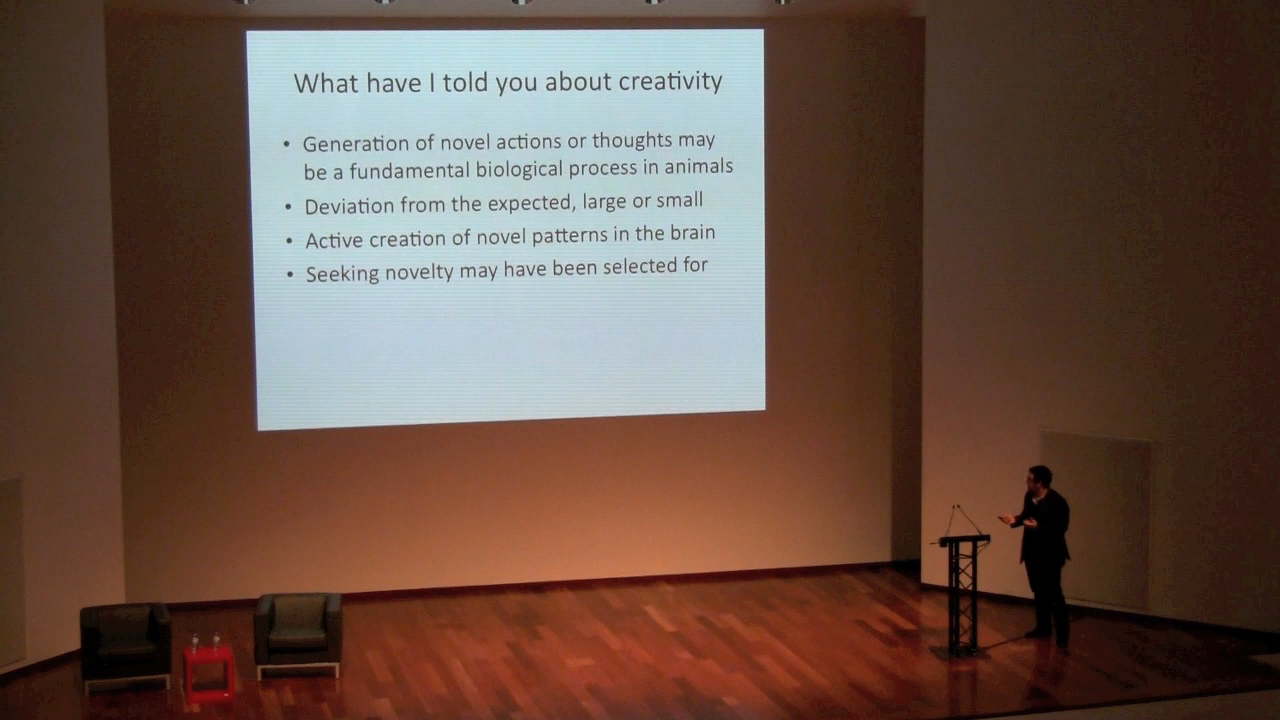 What have I told you about creativity
• Generation of novel actions or thoughts may
be a fundamental biological process in animals
• Deviation from the expected, large or small
• Active creation of novel patterns in the brain
• Seeking novelty may have been selected for